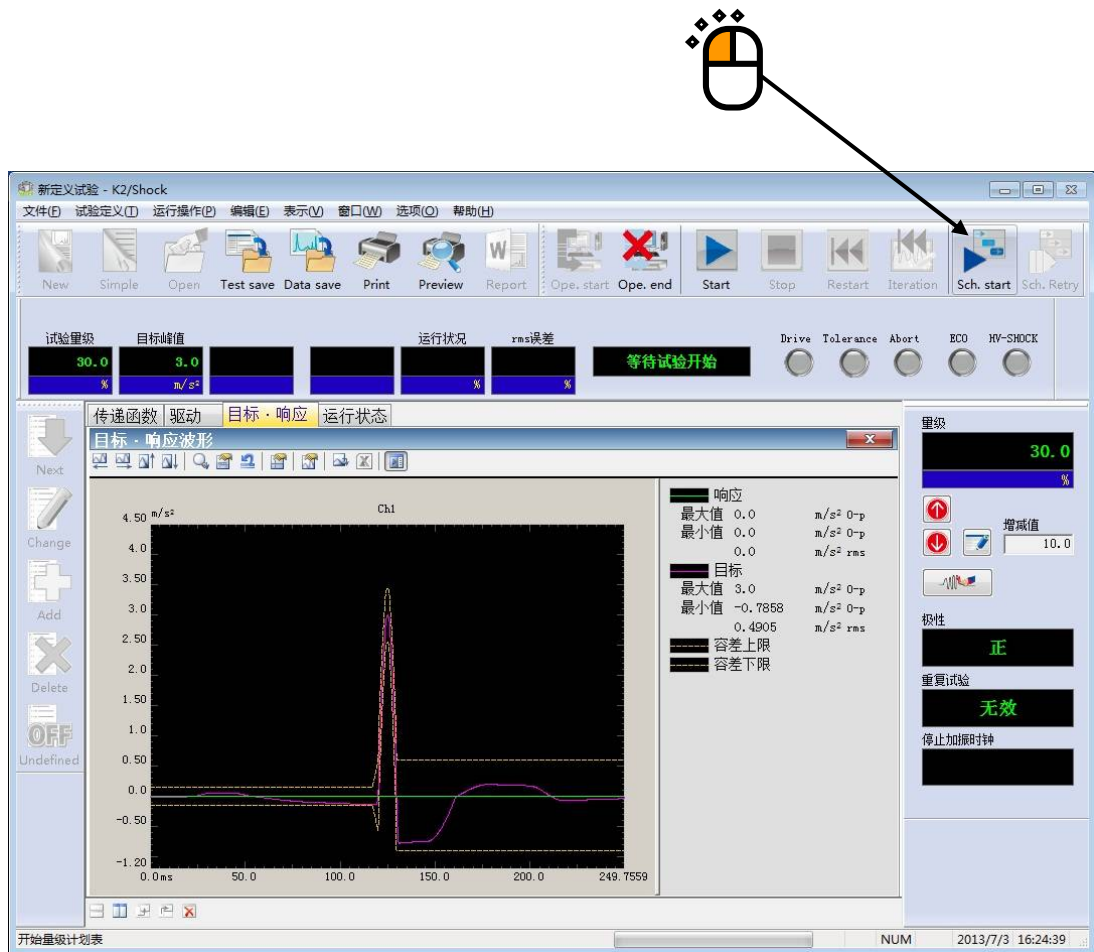 新定义试验 - K2/Shock
文件(F) 试验定义(T) 运行操作(P) 编辑(E) 表示(V) 窗口(W) 选项(O) 帮助(H)
New Simple Open Test save Data save Print Preview Report Ope. start Ope. end Start Stop Restart Iteration Sch. start Sch. Retry
试验量级 目标峰值 运行状况 rms误差 Drive Tolerance Abort ECO HV-SHOCK
30.0 3.0 等待试验开始
% m/s² % %
传递函数 驱动 目标・响应 运行状态
目标・响应波形
Next
Change
Add
Delete
OFF
Undefined
Ch1
4.50 m/s²
4.0
3.50
3.0
2.50
2.0
1.50
1.0
0.50
0.0
-0.50
-1.20
0.0ms 50.0 100.0 150.0 200.0 249.7559
响应
最大值 0.0 m/s² 0-p
最小值 0.0 m/s² 0-p
0.0 m/s² rms
目标
最大值 3.0 m/s² 0-p
最小值 -0.7858 m/s² 0-p
0.4905 m/s² rms
容差上限
容差下限
量级
30.0
%
增减值
10.0
极性
正
重复试验
无效
停止加振时钟
开始量级计划表 NUM 2013/7/3 16:24:39